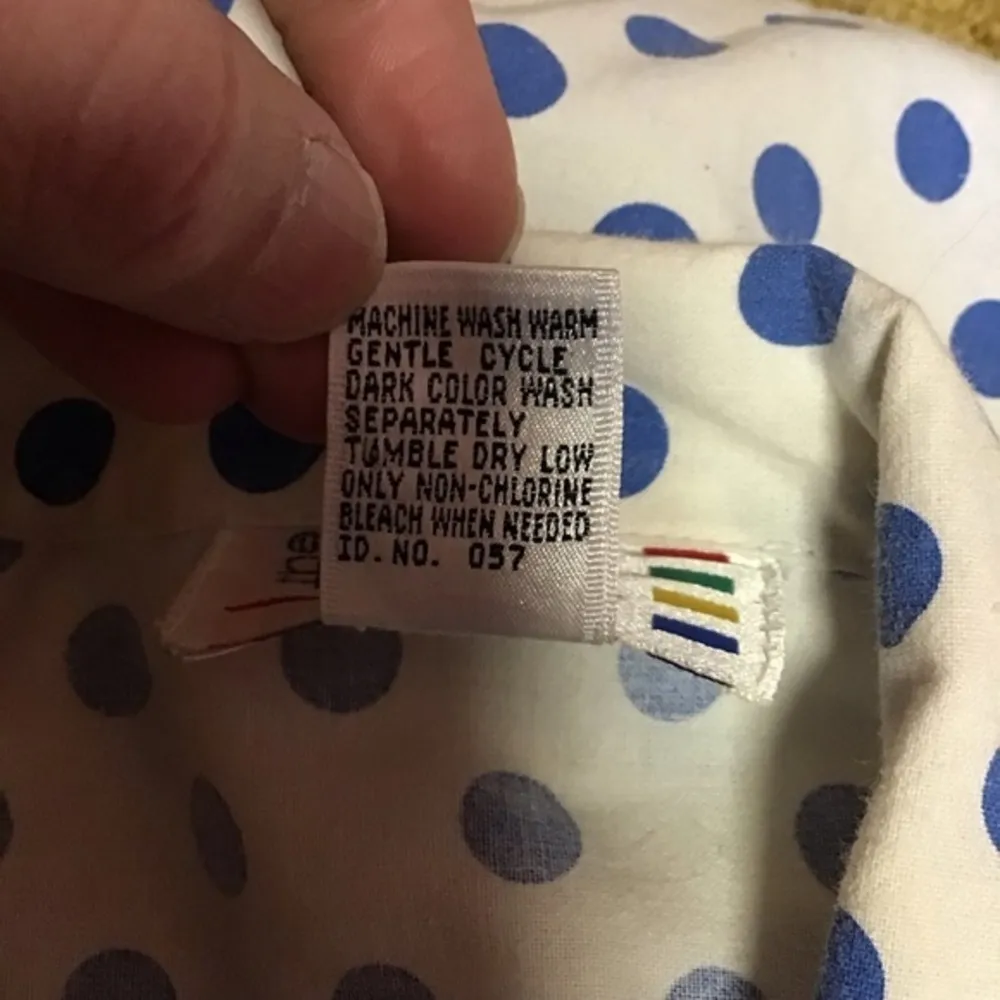 MACHINE WASH WARM
GENTLE CYCLE
DARK COLOR WASH
SEPARATELY
TUMBLE DRY LOW
ONLY NON-CHLORINE
BLEACH WHEN NEEDED
ID. NO. 057